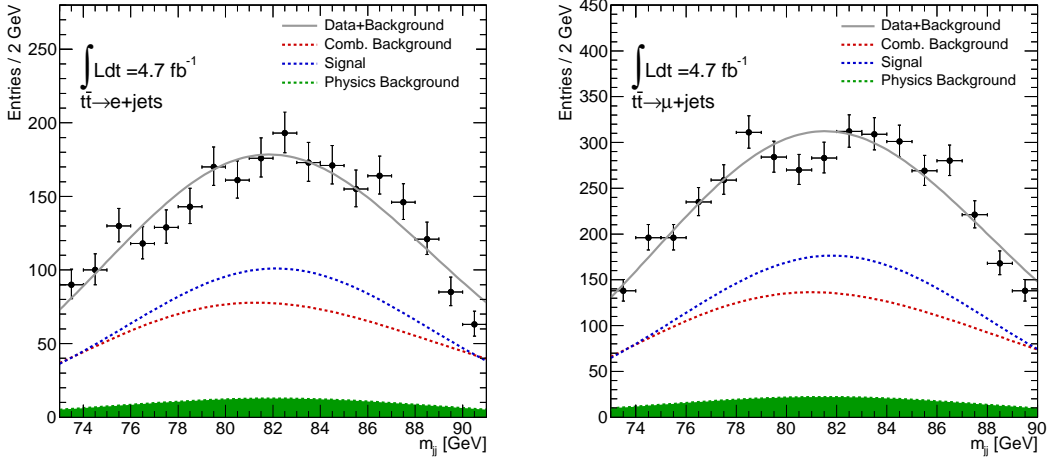 Entries / 2 GeV
250
200
150
100
50
0
74 76 78 80 82 84 86 88 90
m_jj [GeV]
∫Ldt =4.7 fb⁻¹
tt̄→e+jets
Data+Background
Comb. Background
Signal
Physics Background
Entries / 2 GeV
450
400
350
300
250
200
150
100
50
0
74 76 78 80 82 84 86 88 90
m_jj [GeV]
∫Ldt =4.7 fb⁻¹
tt̄→μ+jets
Data+Background
Comb. Background
Signal
Physics Background